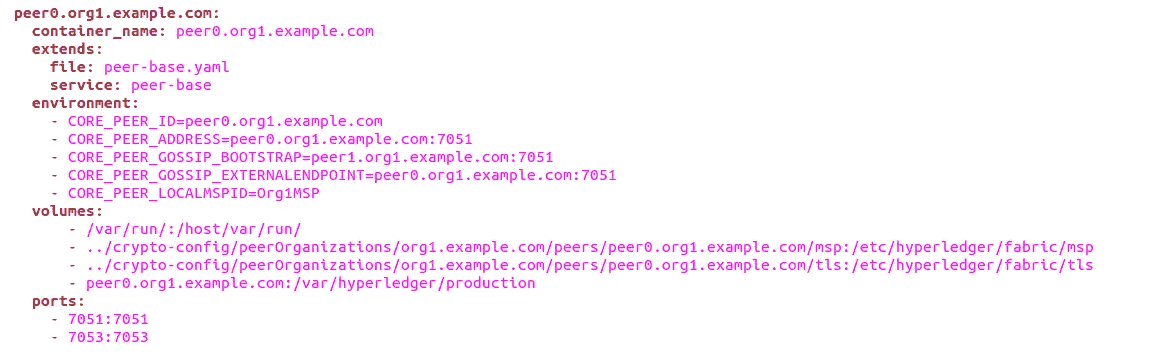 peer0.org1.example.com:
  container_name: peer0.org1.example.com
  extends:
    file: peer-base.yaml
    service: peer-base
  environment:
    - CORE_PEER_ID=peer0.org1.example.com
    - CORE_PEER_ADDRESS=peer0.org1.example.com:7051
    - CORE_PEER_GOSSIP_BOOTSTRAP=peer1.org1.example.com:7051
    - CORE_PEER_GOSSIP_EXTERNALENDPOINT=peer0.org1.example.com:7051
    - CORE_PEER_LOCALMSPID=Org1MSP
  volumes:
      - /var/run/:/host/var/run/
      - ../crypto-config/peerOrganizations/org1.example.com/peers/peer0.org1.example.com/msp:/etc/hyperledger/fabric/msp
      - ../crypto-config/peerOrganizations/org1.example.com/peers/peer0.org1.example.com/tls:/etc/hyperledger/fabric/tls
      - peer0.org1.example.com:/var/hyperledger/production
  ports:
    - 7051:7051
    - 7053:7053